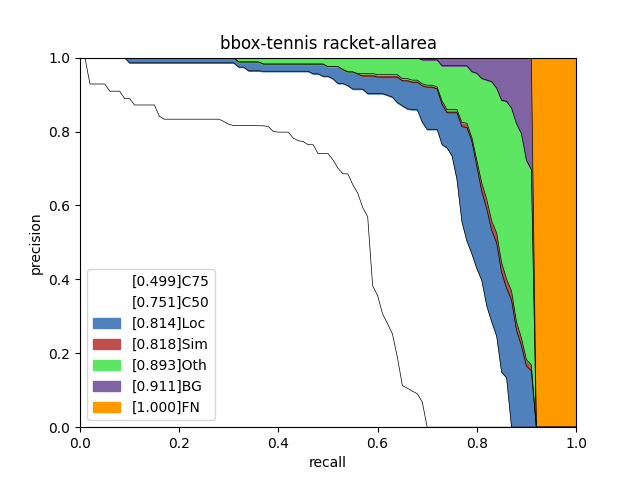 bbox-tennis racket-allarea
1.0
0.8
0.6
0.4
0.2
0.0
precision
[0.499]C75
[0.751]C50
[0.814]Loc
[0.818]Sim
[0.893]Oth
[0.911]BG
[1.000]FN
0.0 0.2 0.4 0.6 0.8 1.0
recall